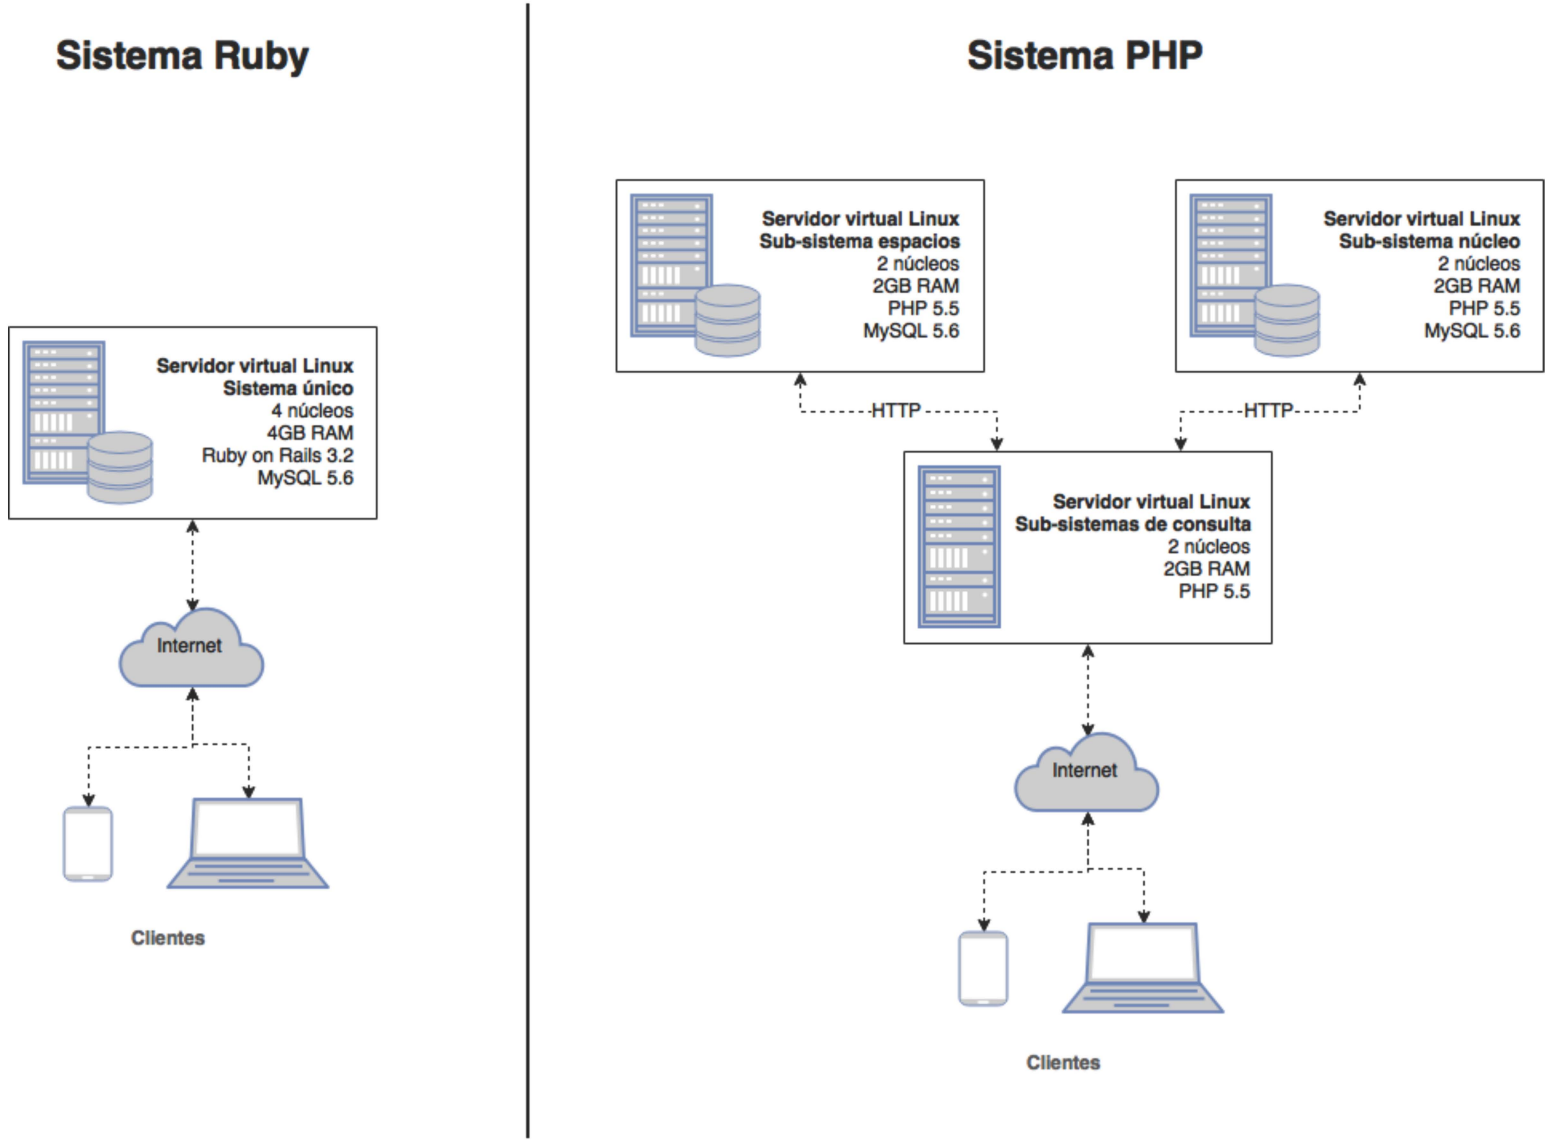 Sistema Ruby
Servidor virtual Linux
Sistema único
4 núcleos
4GB RAM
Ruby on Rails 3.2
MySQL 5.6
Internet
Clientes
Sistema PHP
Servidor virtual Linux
Sub-sistema espacios
2 núcleos
2GB RAM
PHP 5.5
MySQL 5.6
Servidor virtual Linux
Sub-sistema núcleo
2 núcleos
2GB RAM
PHP 5.5
MySQL 5.6
HTTP
HTTP
Servidor virtual Linux
Sub-sistemas de consulta
2 núcleos
2GB RAM
PHP 5.5
Internet
Clientes